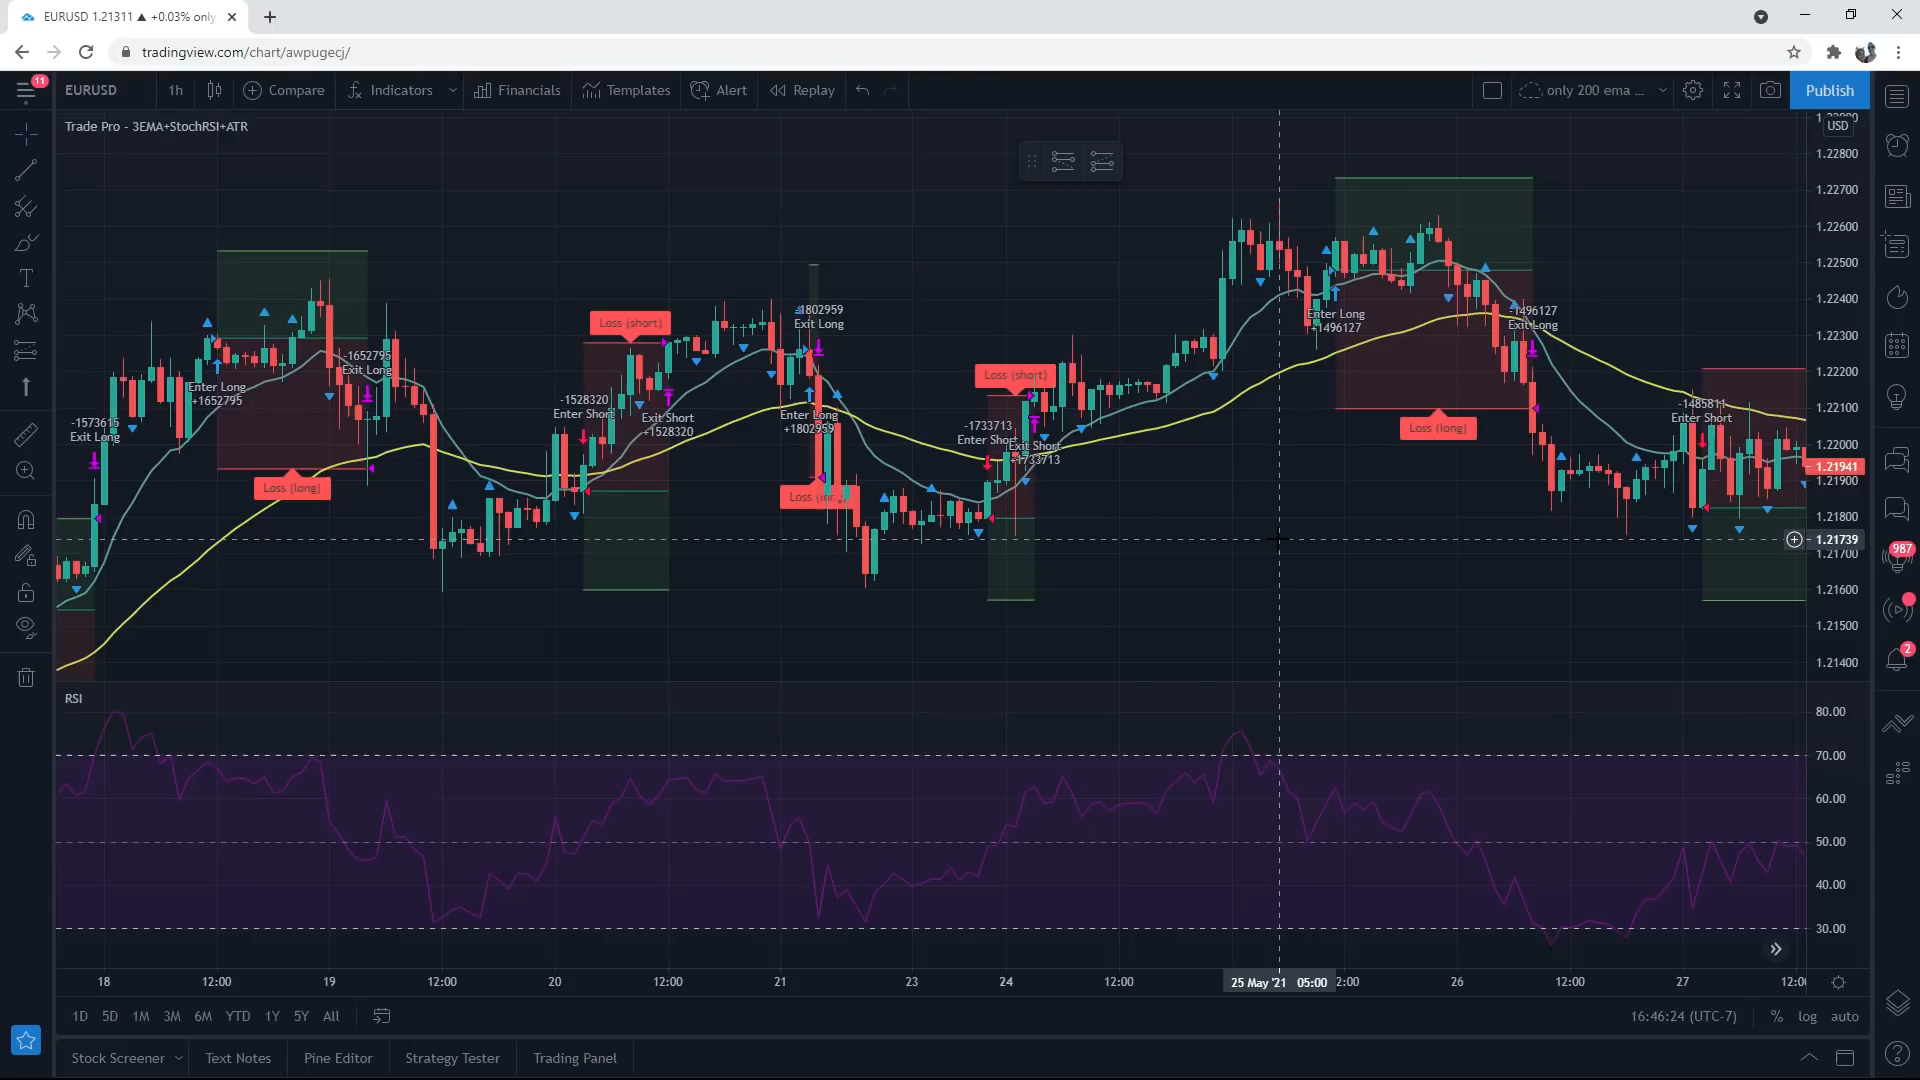 EURUSD 1.21311 ▲ +0.03% only
tradingview.com/chart/awpugecj/
11
EURUSD
1h
Compare
Indicators
Financials
Templates
Alert
Replay
only 200 ema ...
Publish
Trade Pro - 3EMA+StochRSI+ATR
USD
1.22800
1.22700
1.22600
1.22500
1.22400
1.22300
1.22200
1.22100
1.22000
1.21941
1.21900
1.21800
1.21739
1.21700
1.21600
1.21500
1.21400
-1573615
Exit Long
Enter Long
+1652795
Loss (long)
-1652795
Exit Long
-1528320
Enter Short
Loss (short)
Exit Short
+1528320
-1802959
Exit Long
Enter Long
+1802959
-1733713
Enter Short
Loss (short)
Exit Short
+1733713
Enter Long
+1496127
Loss (long)
-1496127
Exit Long
-1485811
Enter Short
987
2
RSI
80.00
70.00
60.00
50.00
40.00
30.00
18
12:00
19
12:00
20
12:00
21
23
24
12:00
25 May '21 05:00
2:00
26
12:00
27
1D
5D
1M
3M
6M
YTD
1Y
5Y
All
16:46:24 (UTC-7)
%
log
auto
Stock Screener
Text Notes
Pine Editor
Strategy Tester
Trading Panel